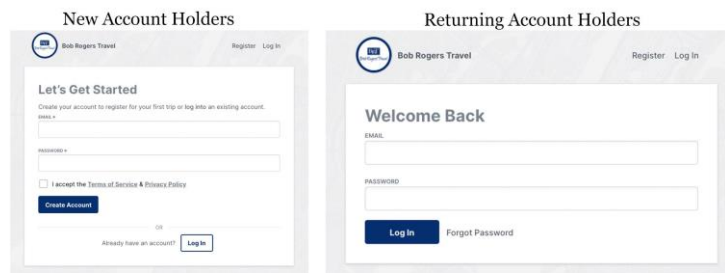 New Account Holders
Bob Rogers Travel
Register Log In
Let's Get Started
Create your account to register for your first trip or log into an existing account.
EMAIL *
PASSWORD *
I accept the Terms of Service & Privacy Policy
Create Account
OR
Already have an account? Log In
Returning Account Holders
Bob Rogers Travel
Register Log In
Welcome Back
EMAIL
PASSWORD
Log In Forgot Password